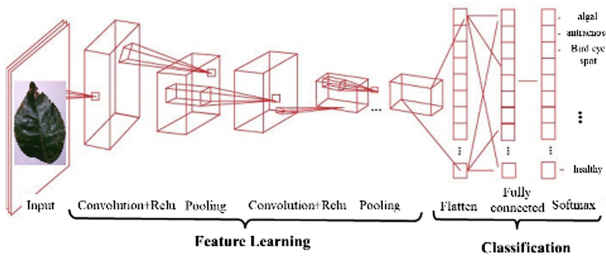 algal
antracnos
Bird eye
spot
...
...
...
...
healthy
Input
Convolution+Relu
Pooling
Convolution+Relu
Pooling
Flatten
Fully
connected
Softmax
Feature Learning
Classification